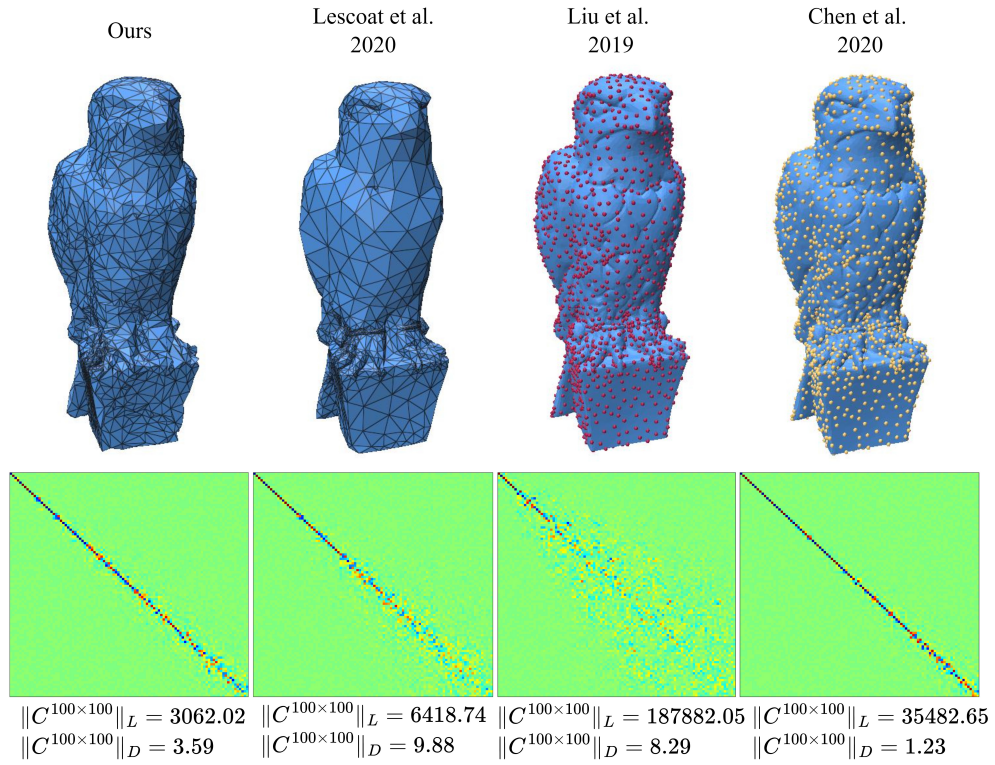 Ours
Lescoat et al.
2020
Liu et al.
2019
Chen et al.
2020
‖C^{100×100}‖_L = 3062.02
‖C^{100×100}‖_D = 3.59
‖C^{100×100}‖_L = 6418.74
‖C^{100×100}‖_D = 9.88
‖C^{100×100}‖_L = 187882.05
‖C^{100×100}‖_D = 8.29
‖C^{100×100}‖_L = 35482.65
‖C^{100×100}‖_D = 1.23